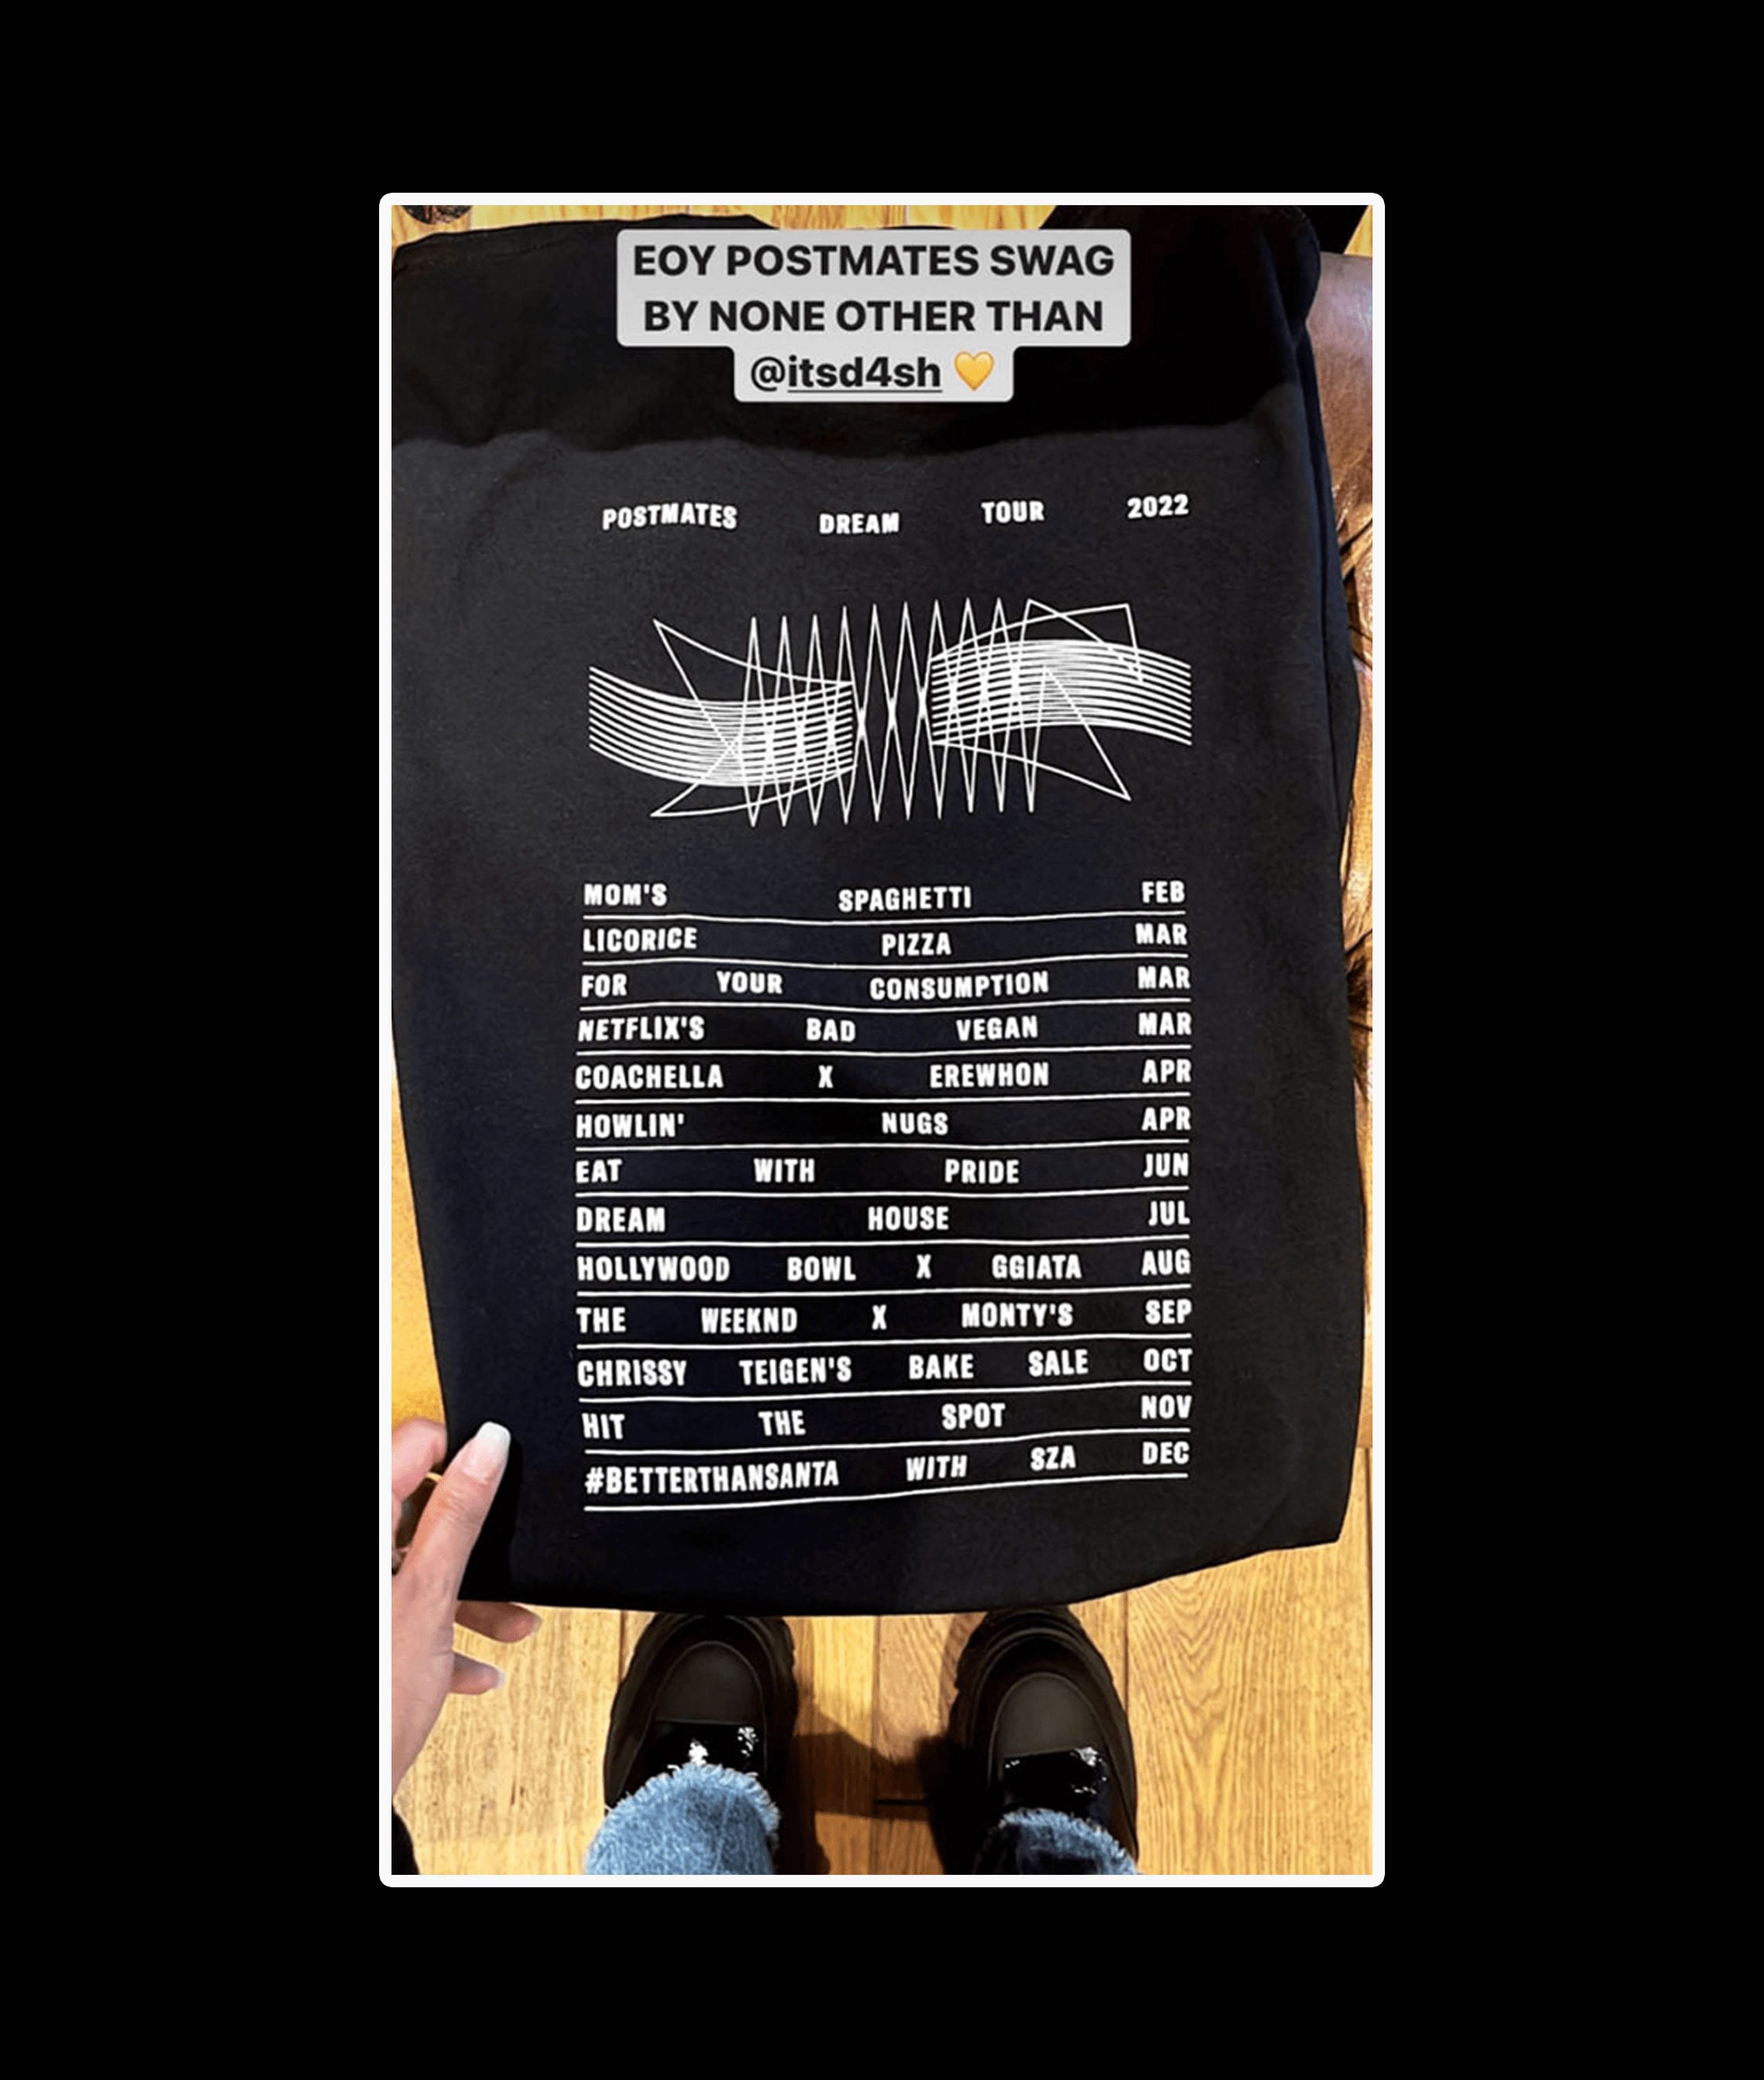 EOY POSTMATES SWAG
BY NONE OTHER THAN
@itsd4sh 💛
POSTMATES DREAM TOUR 2022
MOM'S SPAGHETTI FEB
LICORICE PIZZA MAR
FOR YOUR CONSUMPTION MAR
NETFLIX'S BAD VEGAN MAR
COACHELLA X EREWHON APR
HOWLIN' NUGS APR
EAT WITH PRIDE JUN
DREAM HOUSE JUL
HOLLYWOOD BOWL X GGIATA AUG
THE WEEKND X MONTY'S SEP
CHRISSY TEIGEN'S BAKE SALE OCT
HIT THE SPOT NOV
#BETTERTHANSANTA WITH SZA DEC